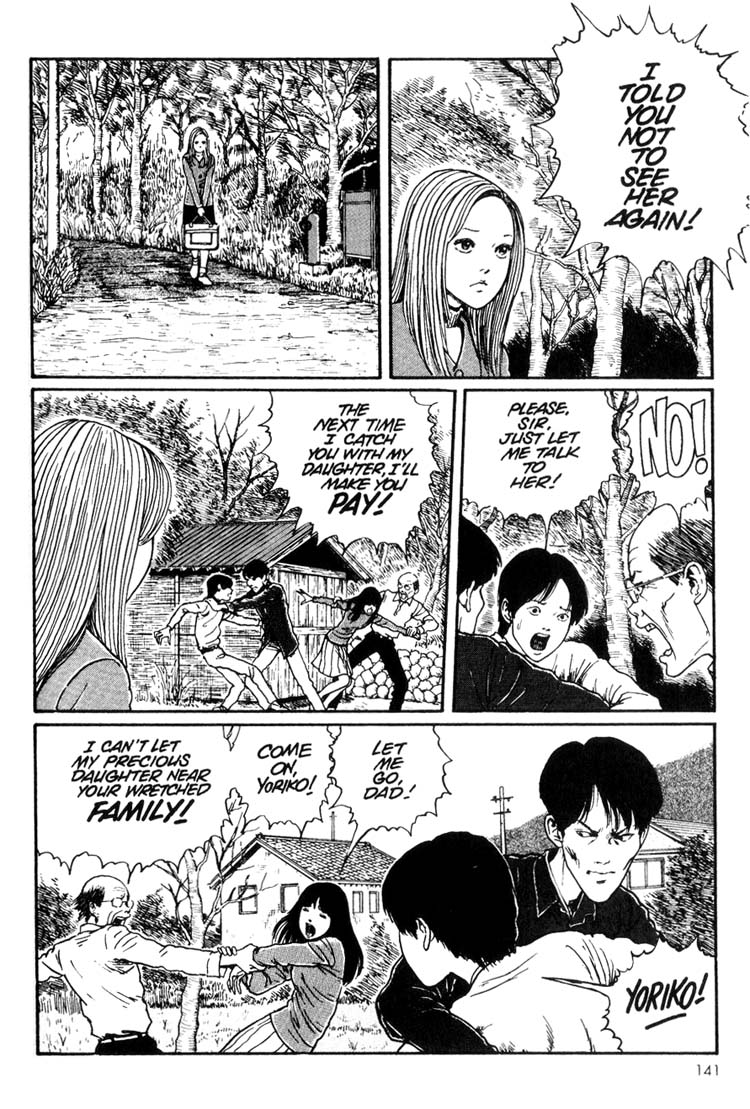 I
TOLD
YOU
NOT
TO
SEE
HER
AGAIN!
THE
NEXT TIME
I CATCH
YOU WITH MY
DAUGHTER, I'LL
MAKE YOU
PAY!
PLEASE,
SIR,
JUST LET
ME TALK
TO
HER!
NO!
I CAN'T LET
MY PRECIOUS
DAUGHTER NEAR
YOUR WRETCHED
FAMILY!
COME
ON,
YORIKO!
LET
ME
GO,
DAD!
YORIKO!
141